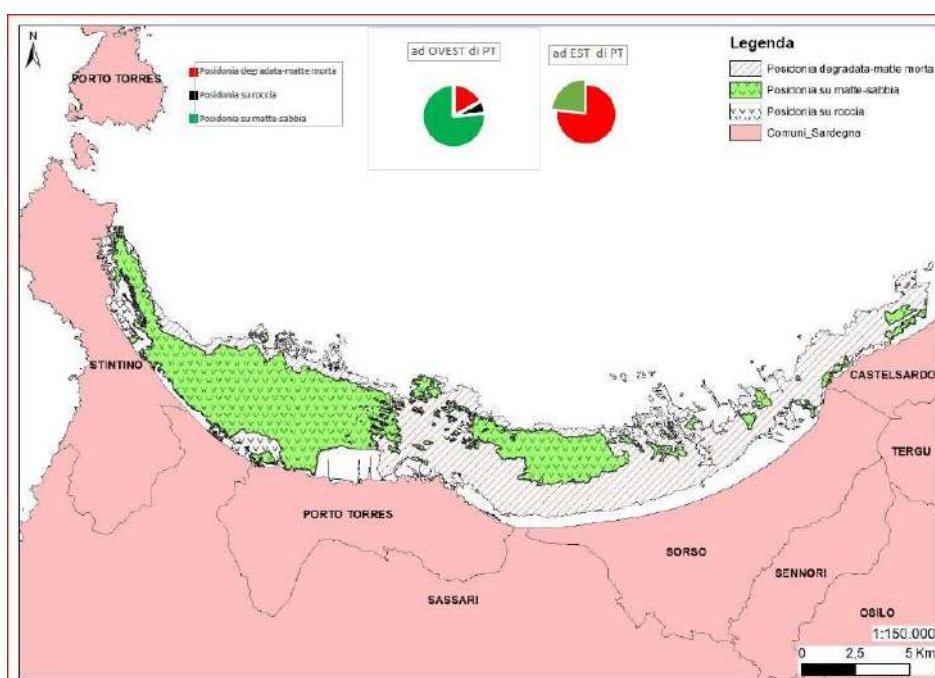 N
PORTO TORRES
Posidonia degradata-matte morta
Posidonia su roccia
Posidonia su matte-sabbia
ad OVEST di PT
ad EST di PT
Legenda
Posidonia degradata-matte morta
Posidonia su matte-sabbia
Posidonia su roccia
Comuni_Sardegna
STINTINO
CASTELSARDO
TERGU
PORTO TORRES
SORSO
SENNORI
SASSARI
OSILO
1:150.000
0 2,5 5 Km